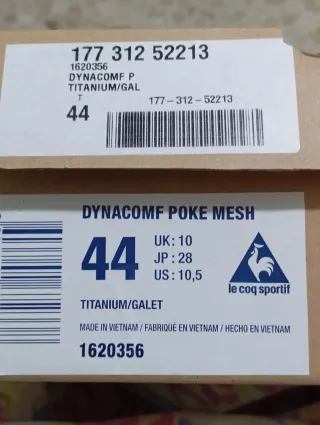 177 312 52213
1620356
DYNACOMF P
TITANIUM/GAL
T
44
177-312-52213
DYNACOMF POKE MESH
44
UK: 10
JP: 28
US: 10,5
le coq sportif
TITANIUM/GALET
MADE IN VIETNAM / FABRIQUÉ EN VIETNAM / HECHO EN VIETNAM
1620356